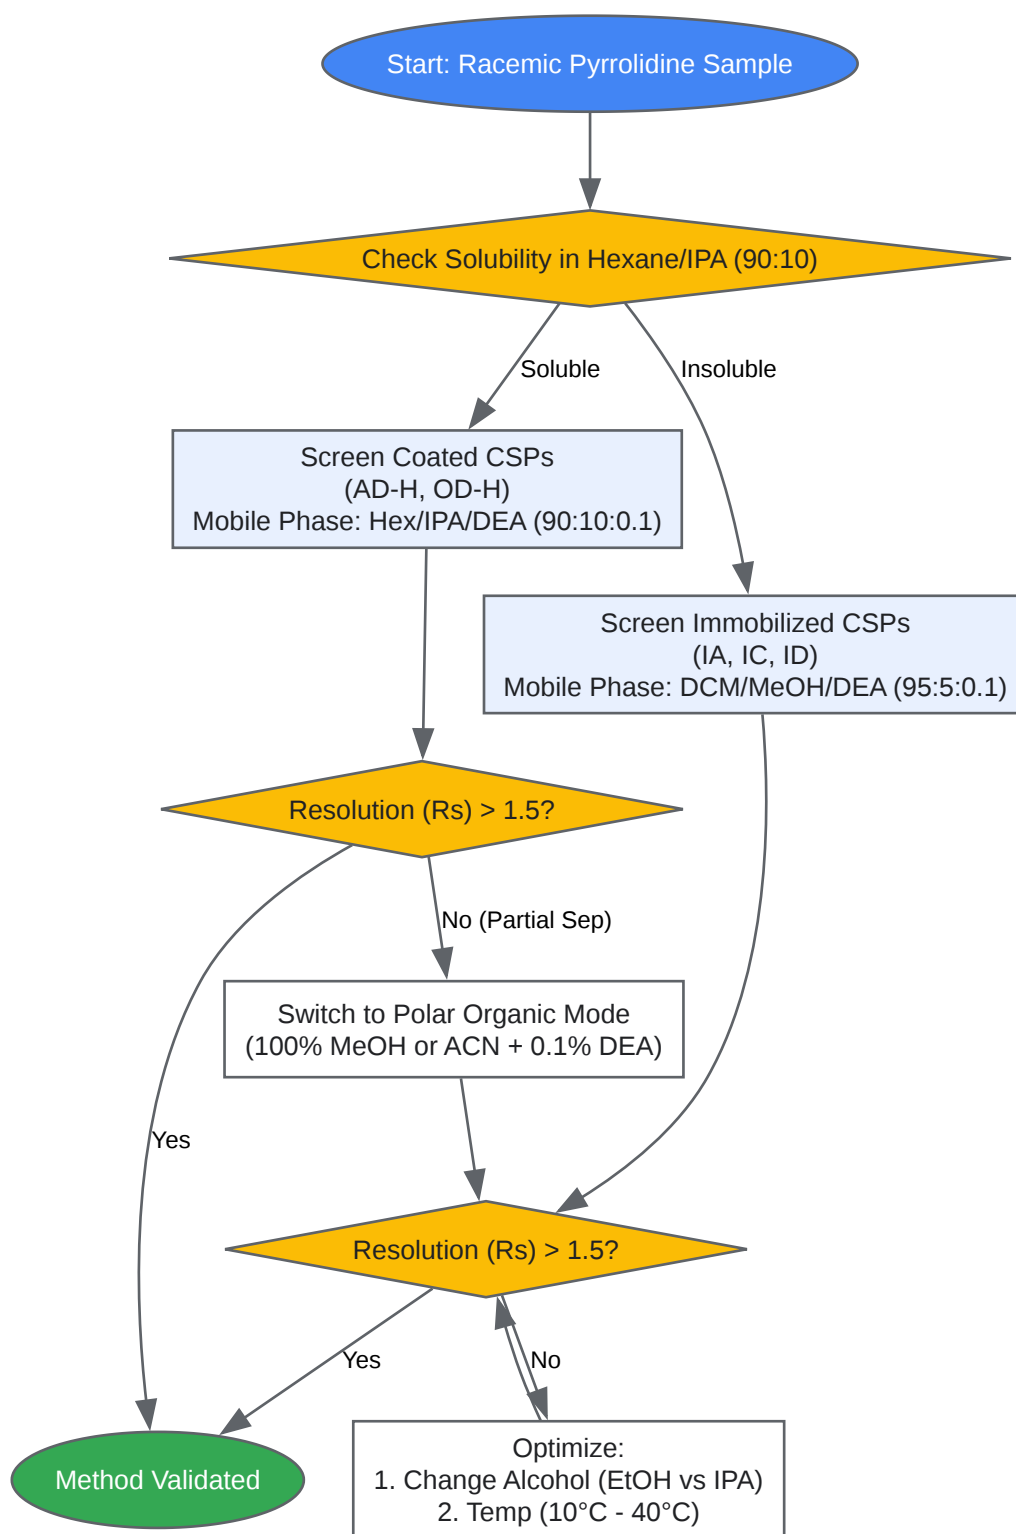 Start: Racemic Pyrrolidine Sample
Check Solubility in Hexane/IPA (90:10)
Soluble
Insoluble
Screen Coated CSPs
(AD-H, OD-H)
Mobile Phase: Hex/IPA/DEA (90:10:0.1)
Screen Immobilized CSPs
(IA, IC, ID)
Mobile Phase: DCM/MeOH/DEA (95:5:0.1)
Resolution (Rs) > 1.5?
No (Partial Sep)
Switch to Polar Organic Mode
(100% MeOH or ACN + 0.1% DEA)
Yes
Resolution (Rs) > 1.5?
Yes
No
Method Validated
Optimize:
1. Change Alcohol (EtOH vs IPA)
2. Temp (10°C - 40°C)